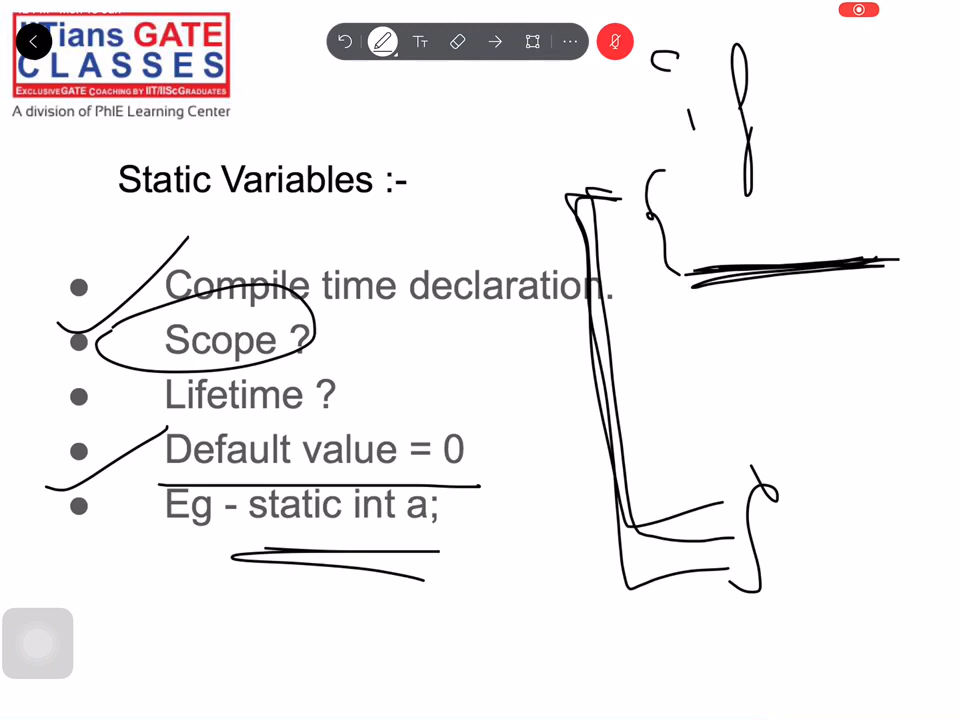 IITians GATE
CLASSES
EXCLUSIVE GATE COACHING BY IIT/IISc GRADUATES
A division of PhIE Learning Center
Tт
Static Variables :-
● Compile time declaration.
● Scope ?
● Lifetime ?
● Default value = 0
● Eg - static int a;